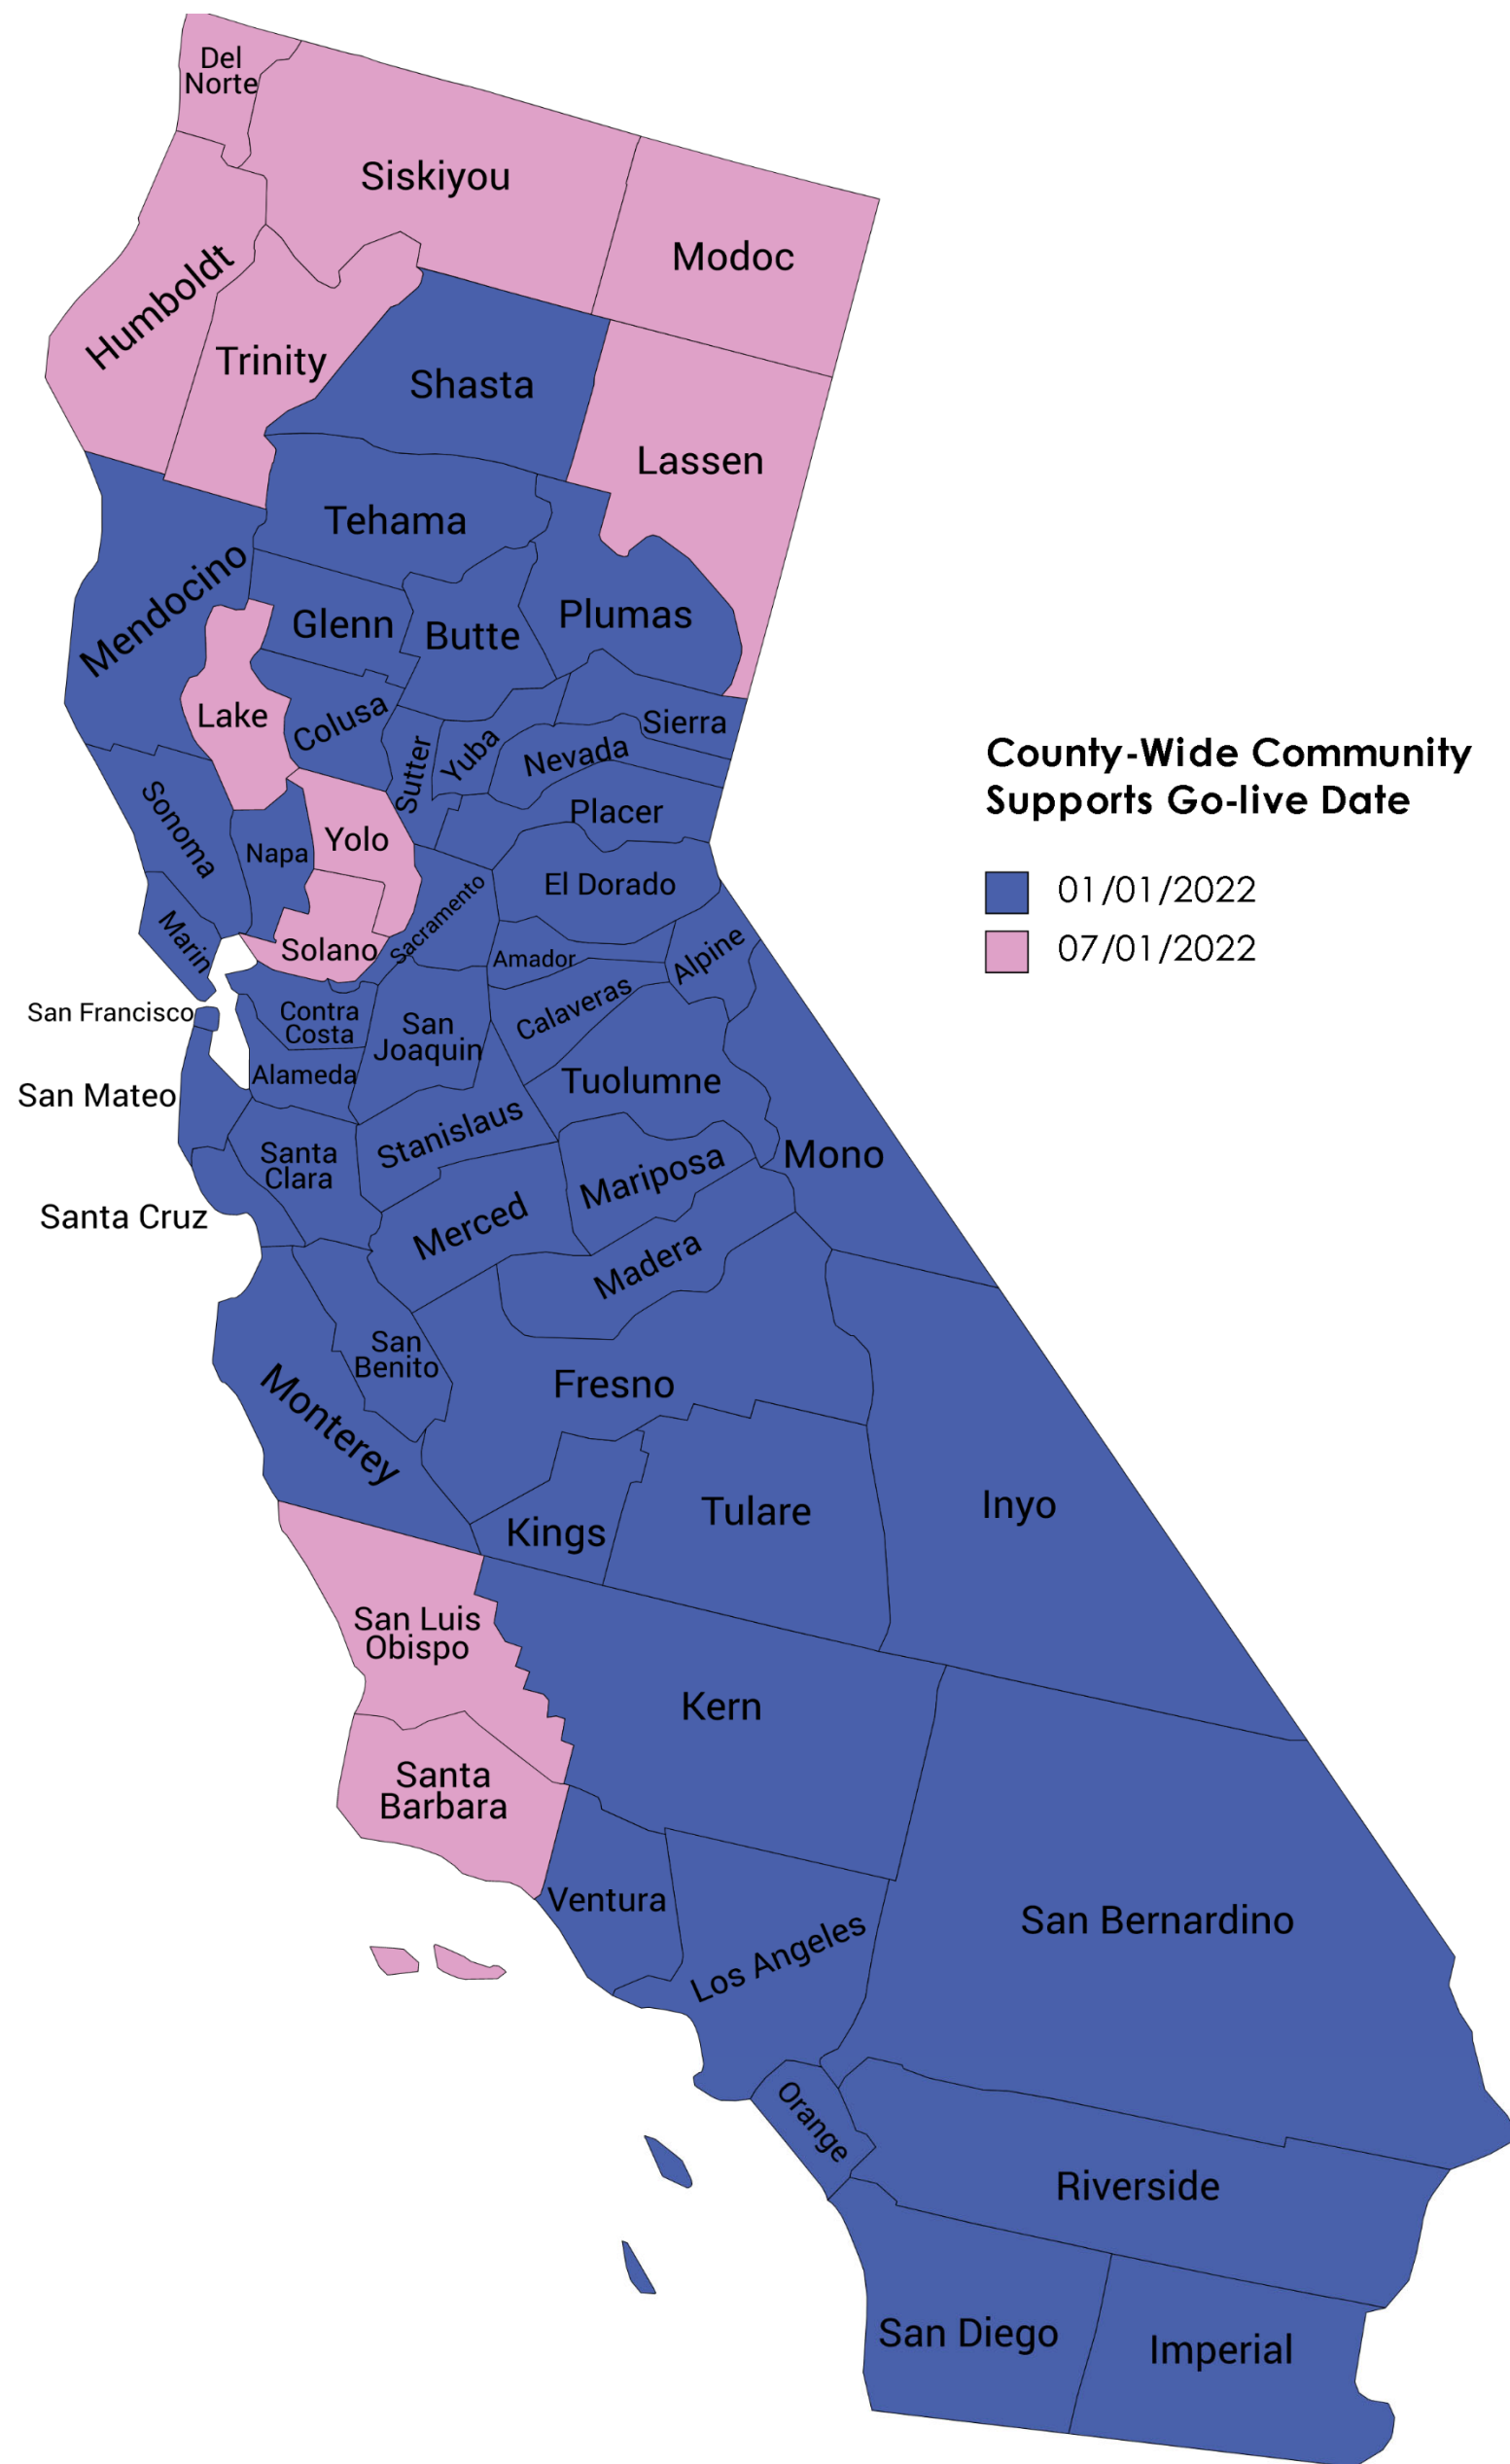 Del
Norte
Siskiyou
Modoc
Humboldt
Trinity
Shasta
Lassen
Tehama
Mendocino
Glenn
Butte
Plumas
Lake
Colusa
Sutter
Yuba
Nevada
Sierra
County-Wide Community
Supports Go-live Date
01/01/2022
07/01/2022
Sonoma
Napa
Yolo
Placer
El Dorado
Marin
Solano
Sacramento
Amador
Alpine
San Francisco
Contra
Costa
San
Joaquin
Calaveras
San Mateo
Alameda
Tuolumne
Santa Cruz
Santa
Clara
Stanislaus
Mariposa
Mono
Merced
Madera
San
Benito
Monterey
Fresno
Kings
Tulare
Inyo
San Luis
Obispo
Kern
Santa
Barbara
Ventura
Los Angeles
San Bernardino
Orange
Riverside
San Diego
Imperial